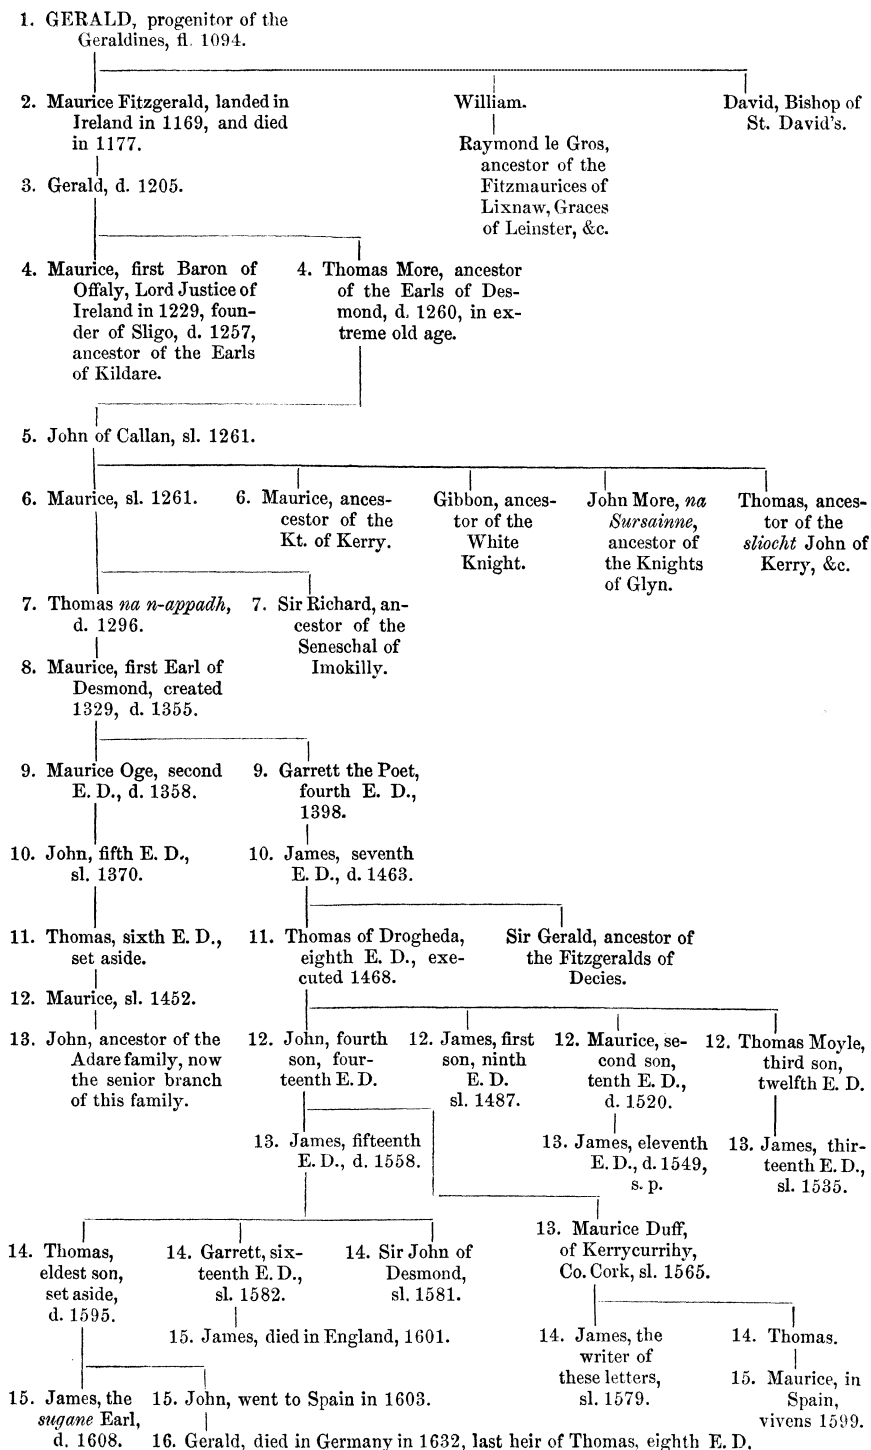 1. GERALD, progenitor of the
Geraldines, fl. 1094.
2. Maurice Fitzgerald, landed in
Ireland in 1169, and died
in 1177.
William.
Raymond le Gros,
ancestor of the
Fitzmaurices of
Lixnaw, Graces
of Leinster, &c.
David, Bishop of
St. David's.
3. Gerald, d. 1205.
4. Maurice, first Baron of
Offaly, Lord Justice of
Ireland in 1229, foun-
der of Sligo, d. 1257,
ancestor of the Earls
of Kildare.
4. Thomas More, ancestor
of the Earls of Des-
mond, d. 1260, in ex-
treme old age.
5. John of Callan, sl. 1261.
6. Maurice, sl. 1261.
6. Maurice, ances-
cestor of the
Kt. of Kerry.
Gibbon, ances-
tor of the
White
Knight.
John More, na
Sursainne,
ancestor of
the Knights
of Glyn.
Thomas, ances-
tor of the
sliocht John of
Kerry, &c.
7. Thomas na n-appadh,
d. 1296.
7. Sir Richard, an-
cestor of the
Seneschal of
Imokilly.
8. Maurice, first Earl of
Desmond, created
1329, d. 1355.
9. Maurice Oge, second
E. D., d. 1358.
9. Garrett the Poet,
fourth E. D.,
1398.
10. John, fifth E. D.,
sl. 1370.
10. James, seventh
E. D., d. 1463.
11. Thomas, sixth E. D.,
set aside.
11. Thomas of Drogheda,
eighth E. D., exe-
cuted 1468.
Sir Gerald, ancestor of
the Fitzgeralds of
Decies.
12. Maurice, sl. 1452.
13. John, ancestor of the
Adare family, now
the senior branch
of this family.
12. John, fourth
son, four-
teenth E. D.
12. James, first
son, ninth
E. D.
sl. 1487.
12. Maurice, se-
cond son,
tenth E. D.,
d. 1520.
12. Thomas Moyle,
third son,
twelfth E. D.
13. James, fifteenth
E. D., d. 1558.
13. James, eleventh
E. D., d. 1549,
s. p.
13. James, thir-
teenth E. D.,
sl. 1535.
13. Maurice Duff,
of Kerrycurrihy,
Co. Cork, sl. 1565.
14. Thomas,
eldest son,
set aside,
d. 1595.
14. Garrett, six-
teenth E. D.,
sl. 1582.
14. Sir John of
Desmond,
sl. 1581.
15. James, died in England, 1601.
14. James, the
writer of
these letters,
sl. 1579.
14. Thomas.
15. Maurice, in
Spain,
vivens 1599.
15. James, the
sugane Earl,
d. 1608.
15. John, went to Spain in 1603.
16. Gerald, died in Germany in 1632, last heir of Thomas, eighth E. D.